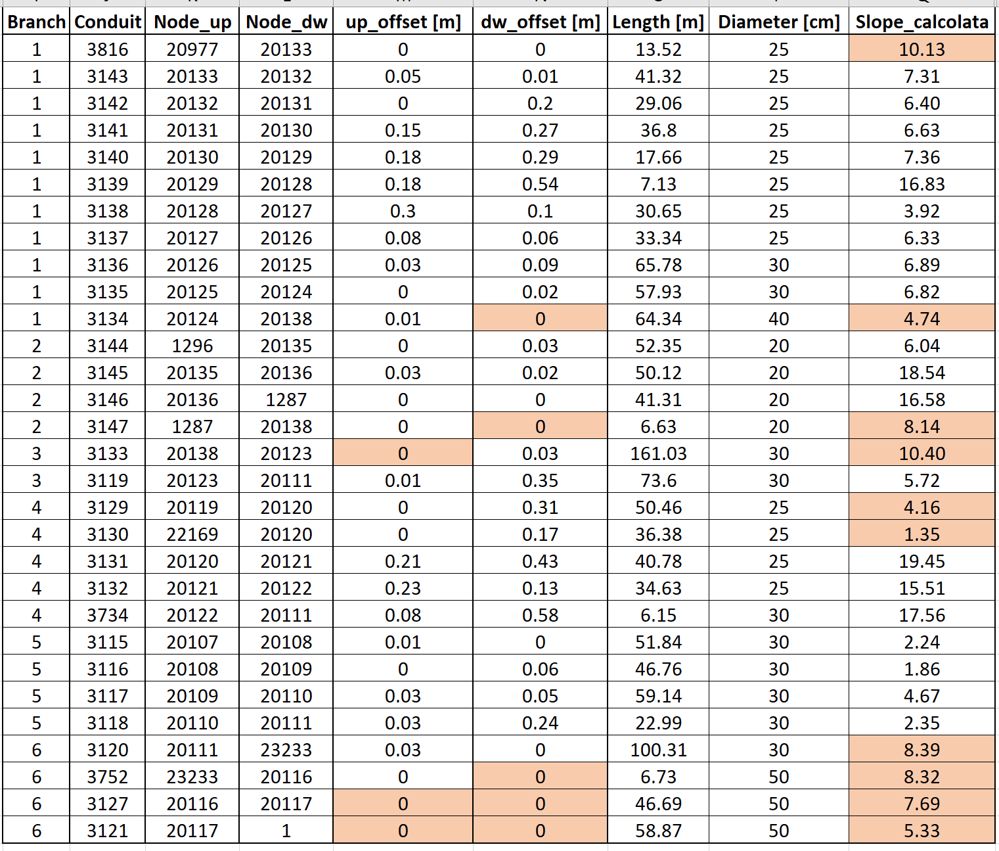 Branch Conduit Node_up Node_dw up_offset [m] dw_offset [m] Length [m] Diameter [cm] Slope_calcolata
1 3816 20977 20133 0 0 13.52 25 10.13
1 3143 20133 20132 0.05 0.01 41.32 25 7.31
1 3142 20132 20131 0 0.2 29.06 25 6.40
1 3141 20131 20130 0.15 0.27 36.8 25 6.63
1 3140 20130 20129 0.18 0.29 17.66 25 7.36
1 3139 20129 20128 0.18 0.54 7.13 25 16.83
1 3138 20128 20127 0.3 0.1 30.65 25 3.92
1 3137 20127 20126 0.08 0.06 33.34 25 6.33
1 3136 20126 20125 0.03 0.09 65.78 30 6.89
1 3135 20125 20124 0 0.02 57.93 30 6.82
1 3134 20124 20138 0.01 0 64.34 40 4.74
2 3144 1296 20135 0 0.03 52.35 20 6.04
2 3145 20135 20136 0.03 0.02 50.12 20 18.54
2 3146 20136 1287 0 0 41.31 20 16.58
2 3147 1287 20138 0 0 6.63 20 8.14
3 3133 20138 20123 0 0.03 161.03 30 10.40
3 3119 20123 20111 0.01 0.35 73.6 30 5.72
4 3129 20119 20120 0 0.31 50.46 25 4.16
4 3130 22169 20120 0 0.17 36.38 25 1.35
4 3131 20120 20121 0.21 0.43 40.78 25 19.45
4 3132 20121 20122 0.23 0.13 34.63 25 15.51
4 3734 20122 20111 0.08 0.58 6.15 30 17.56
5 3115 20107 20108 0.01 0 51.84 30 2.24
5 3116 20108 20109 0 0.06 46.76 30 1.86
5 3117 20109 20110 0.03 0.05 59.14 30 4.67
5 3118 20110 20111 0.03 0.24 22.99 30 2.35
6 3120 20111 23233 0.03 0 100.31 30 8.39
6 3752 23233 20116 0 0 6.73 50 8.32
6 3127 20116 20117 0 0 46.69 50 7.69
6 3121 20117 1 0 0 58.87 50 5.33